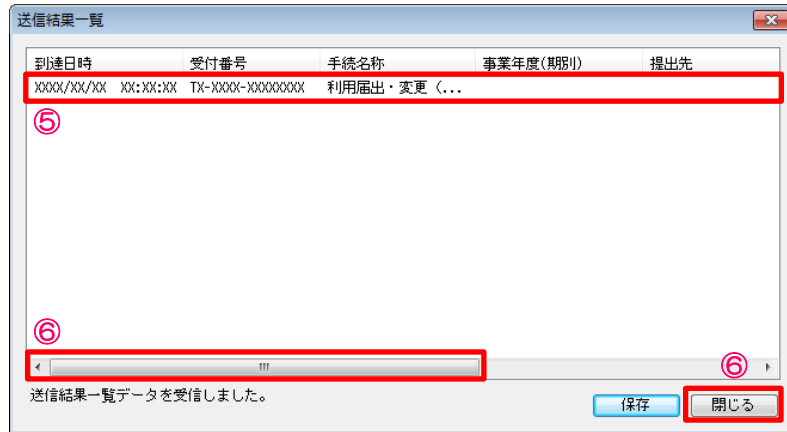 送信結果一覧
到達日時 受付番号 手続名称 事業年度(期別) 提出先
XXXX/XX/XX XX:XX:XX TX-XXXX-XXXXXXXX 利用届出・変更（...
⑤
⑥
⑥
送信結果一覧データを受信しました。
保存 閉じる